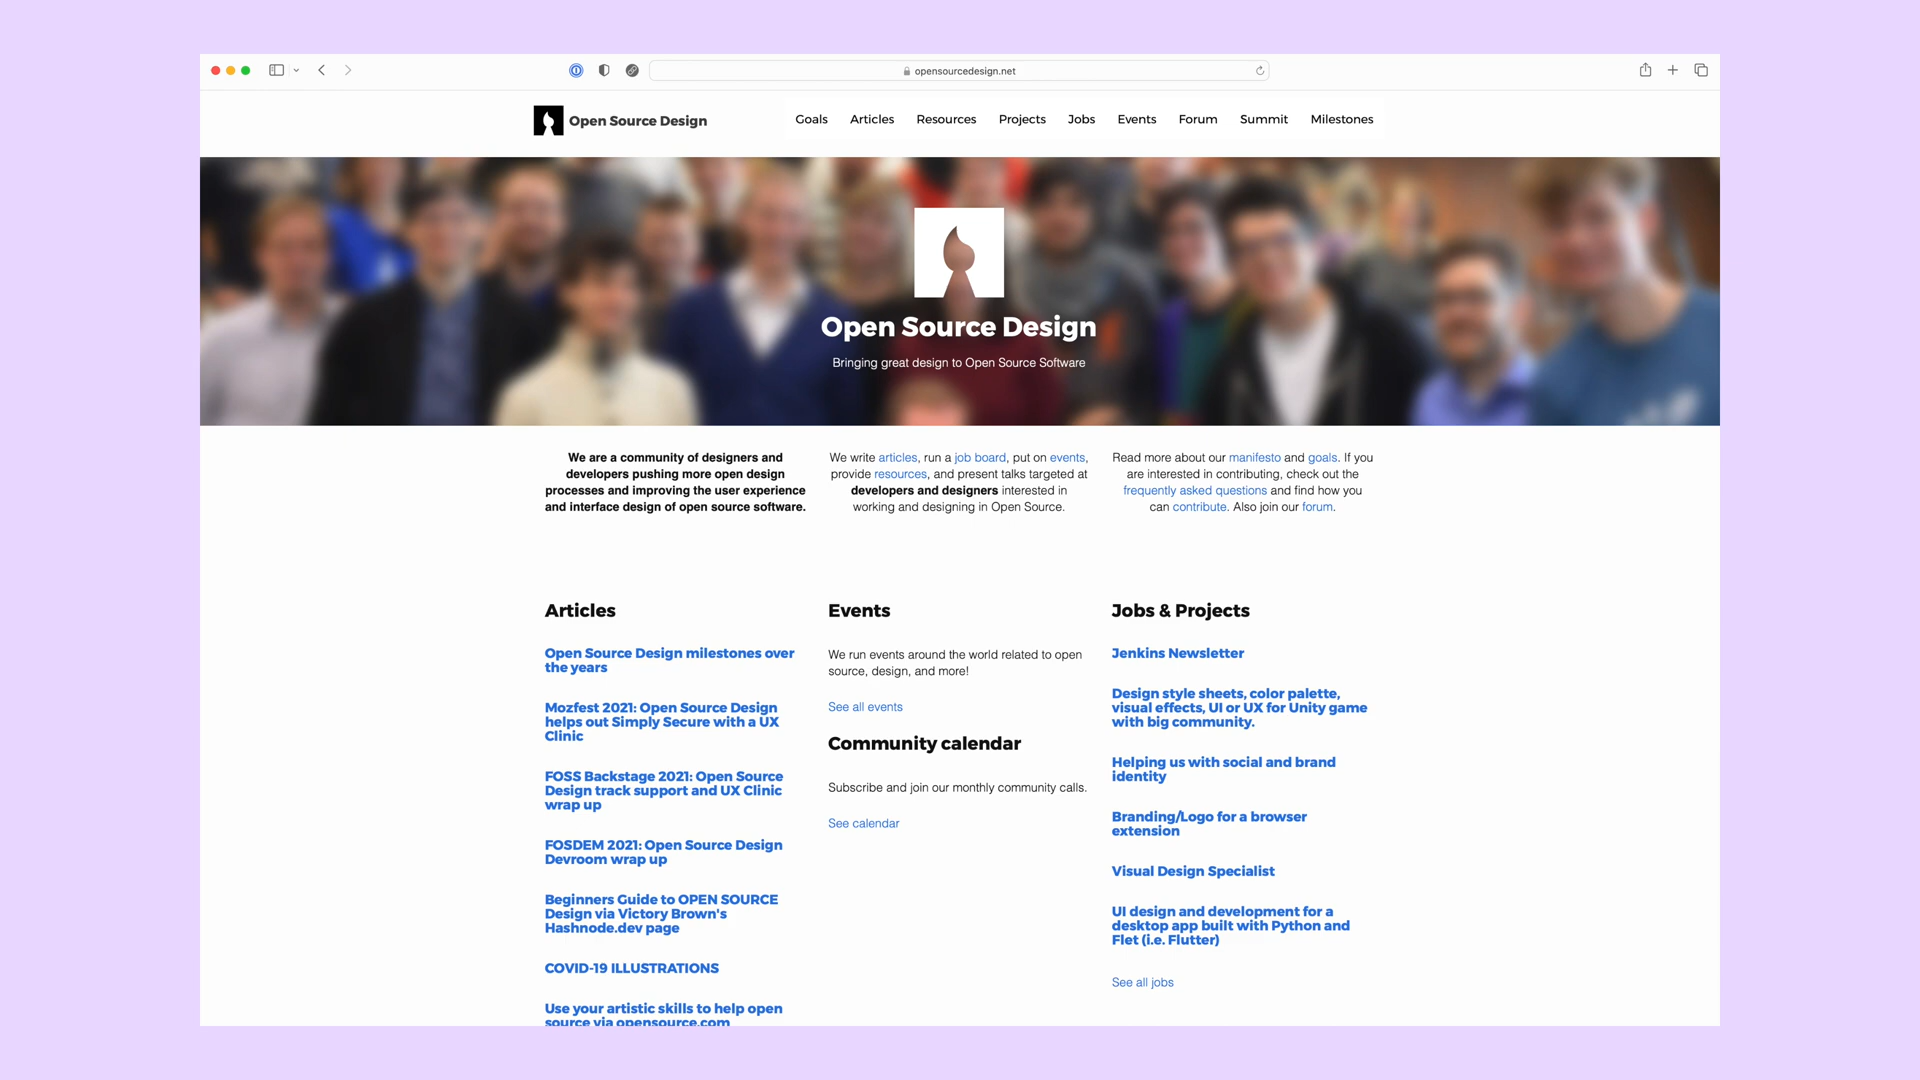 opensourcedesign.net
Open Source Design
Goals Articles Resources Projects Jobs Events Forum Summit Milestones
Open Source Design
Bringing great design to Open Source Software
We are a community of designers and
developers pushing more open design
processes and improving the user experience
and interface design of open source software.
We write articles, run a job board, put on events,
provide resources, and present talks targeted at
developers and designers interested in
working and designing in Open Source.
Read more about our manifesto and goals. If you
are interested in contributing, check out the
frequently asked questions and find how you
can contribute. Also join our forum.
Articles
Open Source Design milestones over
the years
Mozfest 2021: Open Source Design
helps out Simply Secure with a UX
Clinic
FOSS Backstage 2021: Open Source
Design track support and UX Clinic
wrap up
FOSDEM 2021: Open Source Design
Devroom wrap up
Beginners Guide to OPEN SOURCE
Design via Victory Brown's
Hashnode.dev page
COVID-19 ILLUSTRATIONS
Use your artistic skills to help open
source via opensource.com
Events
We run events around the world related to open
source, design, and more!
See all events
Community calendar
Subscribe and join our monthly community calls.
See calendar
Jobs & Projects
Jenkins Newsletter
Design style sheets, color palette,
visual effects, UI or UX for Unity game
with big community.
Helping us with social and brand
identity
Branding/Logo for a browser
extension
Visual Design Specialist
UI design and development for a
desktop app built with Python and
Flet (i.e. Flutter)
See all jobs